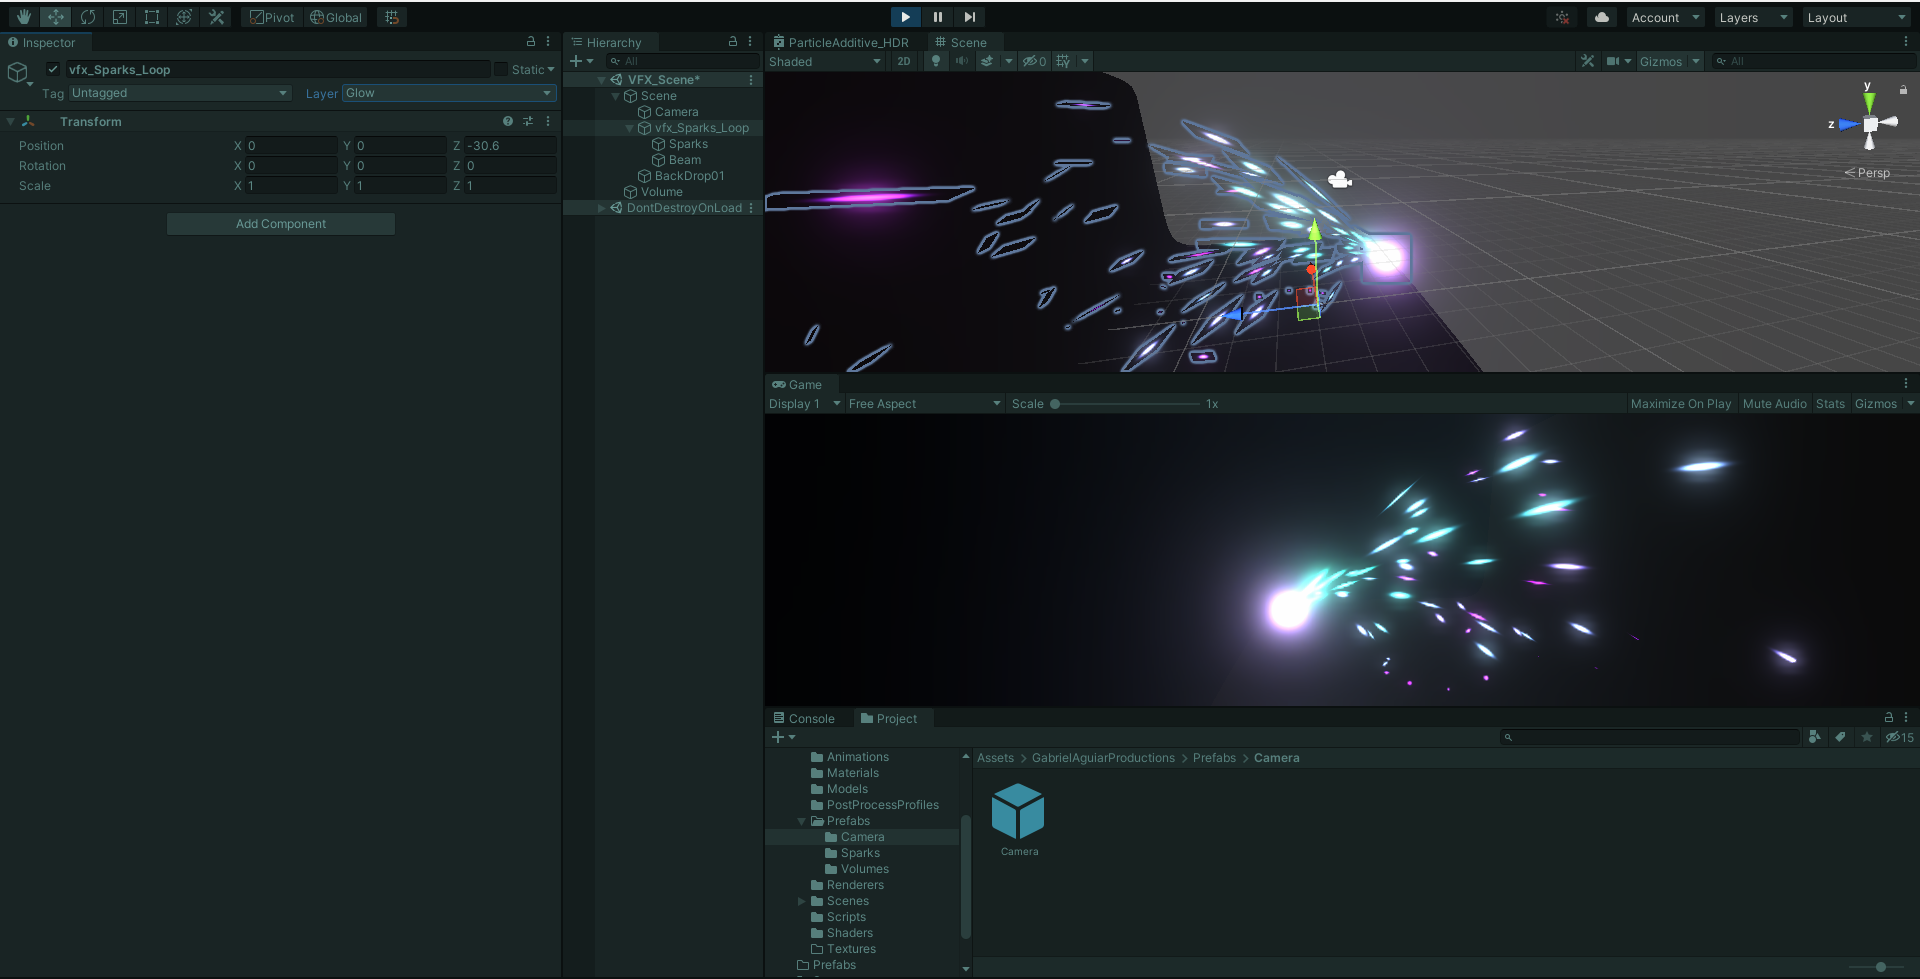 Pivot
Global
Account
Layers
Layout
Inspector
vfx_Sparks_Loop
Static
Tag Untagged
Layer Glow
Transform
Position X 0 Y 0 Z -30.6
Rotation X 0 Y 0 Z 0
Scale X 1 Y 1 Z 1
Add Component
Hierarchy
All
VFX_Scene*
Scene
Camera
vfx_Sparks_Loop
Sparks
Beam
BackDrop01
Volume
DontDestroyOnLoad
ParticleAdditive_HDR
Scene
Shaded
2D
0
Gizmos
All
y
z
Persp
Game
Display 1
Free Aspect
Scale
1x
Maximize On Play
Mute Audio
Stats
Gizmos
Console
Project
15
Animations
Materials
Models
PostProcessProfiles
Prefabs
Camera
Sparks
Volumes
Renderers
Scenes
Scripts
Shaders
Textures
Prefabs
Assets > GabrielAguiarProductions > Prefabs > Camera
Camera